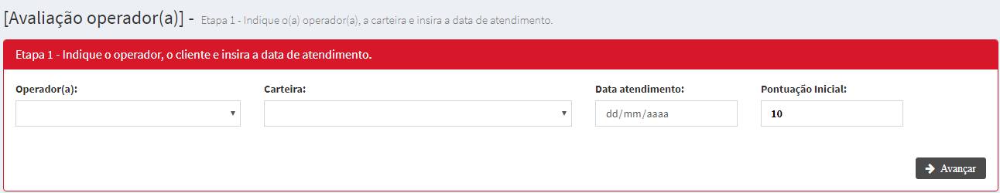 [Avaliação operador(a)] - Etapa 1 - Indique o(a) operador(a), a carteira e insira a data de atendimento.
Etapa 1 - Indique o operador, o cliente e insira a data de atendimento.
Operador(a): Carteira: Data atendimento: Pontuação Inicial:
dd/mm/aaaa 10
Avançar